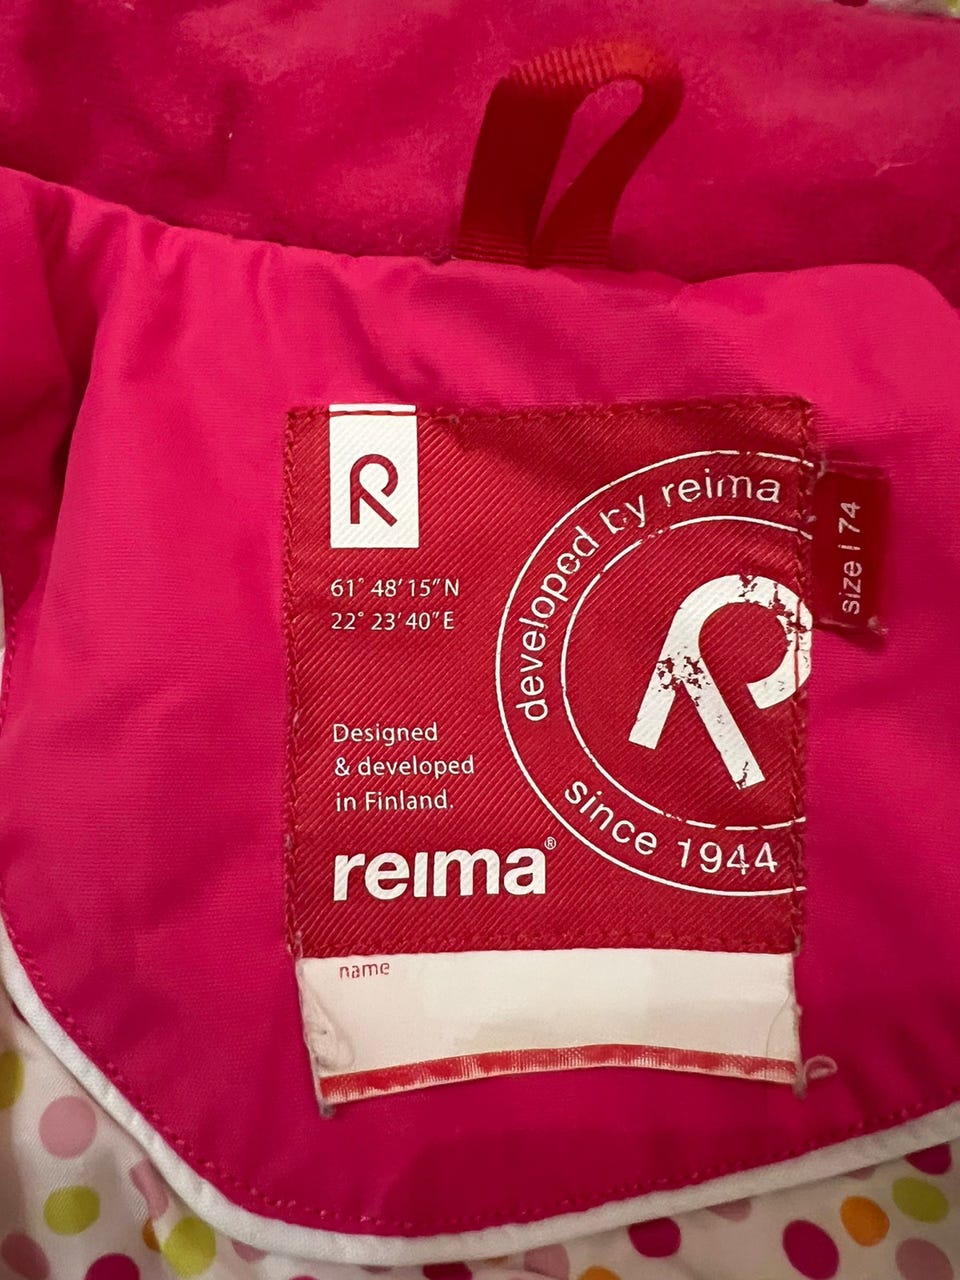 R
61° 48' 15" N
22° 23' 40" E
developed by reima
R
since 1944
size | 74
Designed
& developed
in Finland.
reima®
name